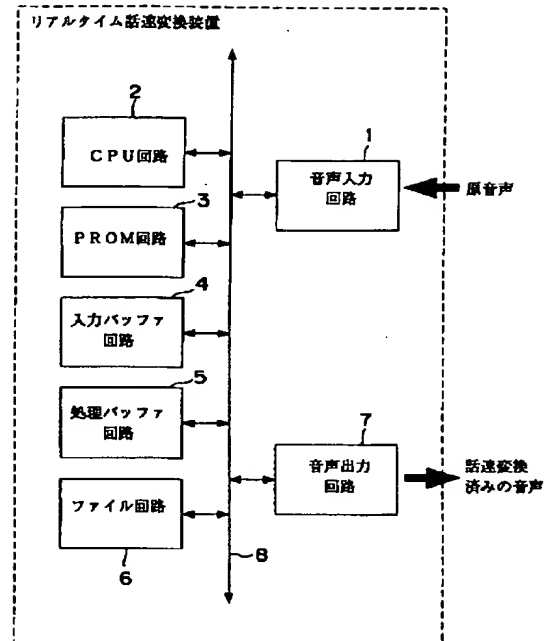 リアルタイム話速変換装置
2
CPU回路
1
音声入力
回路
原音声
3
PROM回路
4
入力バッファ
回路
5
処理バッファ
回路
7
音声出力
回路
話速変換
済みの音声
ファイル回路
6
8